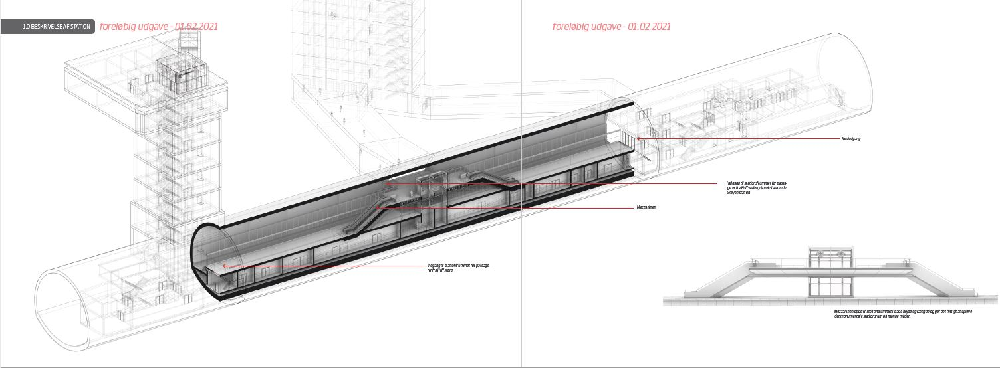 1.0 BESKRIVELSE AF STATION
foreløbig udgave - 01.02.2021
foreløbig udgave - 01.02.2021
Nødudgang
Indgang til stationsrummet for passa-
gerer fra Hoffsveien, den eksisterende
Skøyen station
Mezzaninen
Indgang til stationsrummet for passage-
rer fra Hoff storg
Mezzaninen opdeler stationsrummet i både højde og længde og gør det muligt at opleve
det monumentale stationsrum på mange måder.